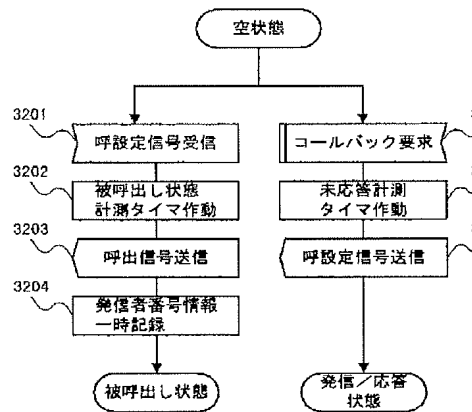 空状態
3201
呼設定信号受信
3202
被呼出し状態
計測タイマ作動
3203
呼出信号送信
3204
発信者番号情報
一時記録
被呼出し状態
コールバック要求
未応答計測
タイマ作動
呼設定信号送信
発信/応答
状態